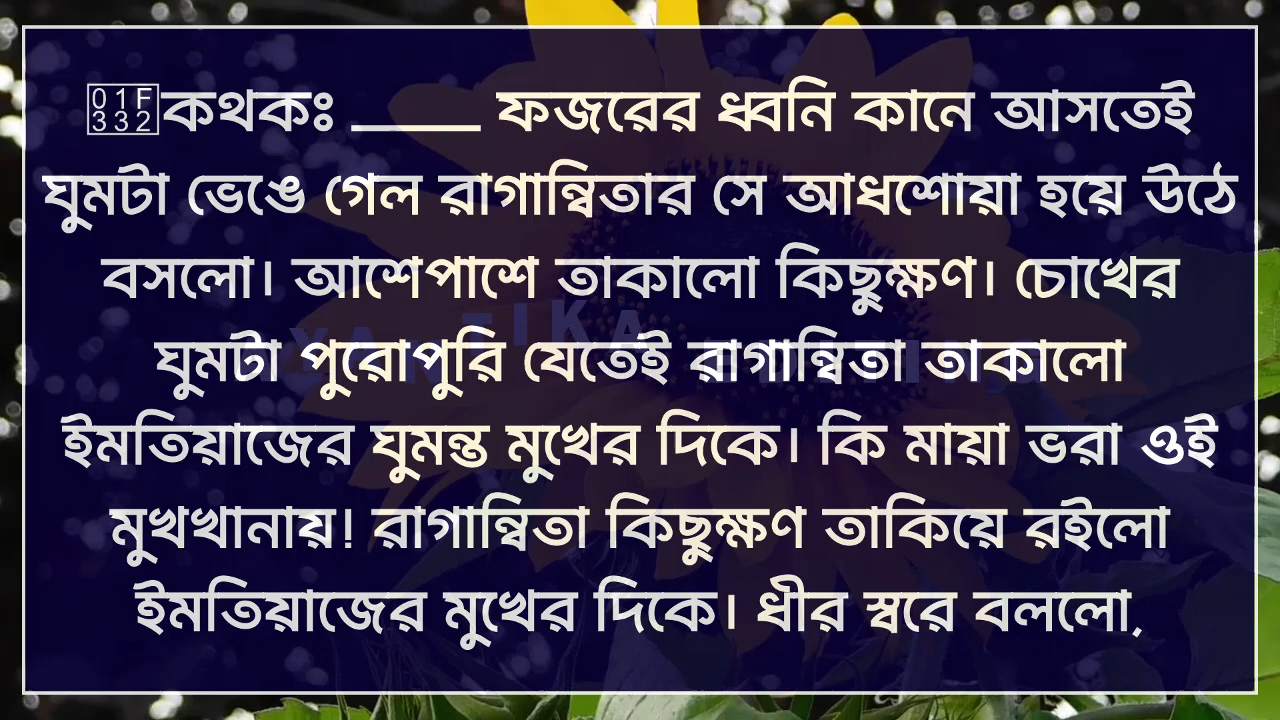 কথকঃ _____ ফজরের ধ্বনি কানে আসতেই
ঘুমটা ভেঙে গেল রাগান্বিতার সে আধশোয়া হয়ে উঠে
বসলো। আশেপাশে তাকালো কিছুক্ষণ। চোখের
ঘুমটা পুরোপুরি যেতেই রাগান্বিতা তাকালো
ইমতিয়াজের ঘুমন্ত মুখের দিকে। কি মায়া ভরা ওই
মুখখানায়! রাগান্বিতা কিছুক্ষণ তাকিয়ে রইলো
ইমতিয়াজের মুখের দিকে। ধীর স্বরে বললো,